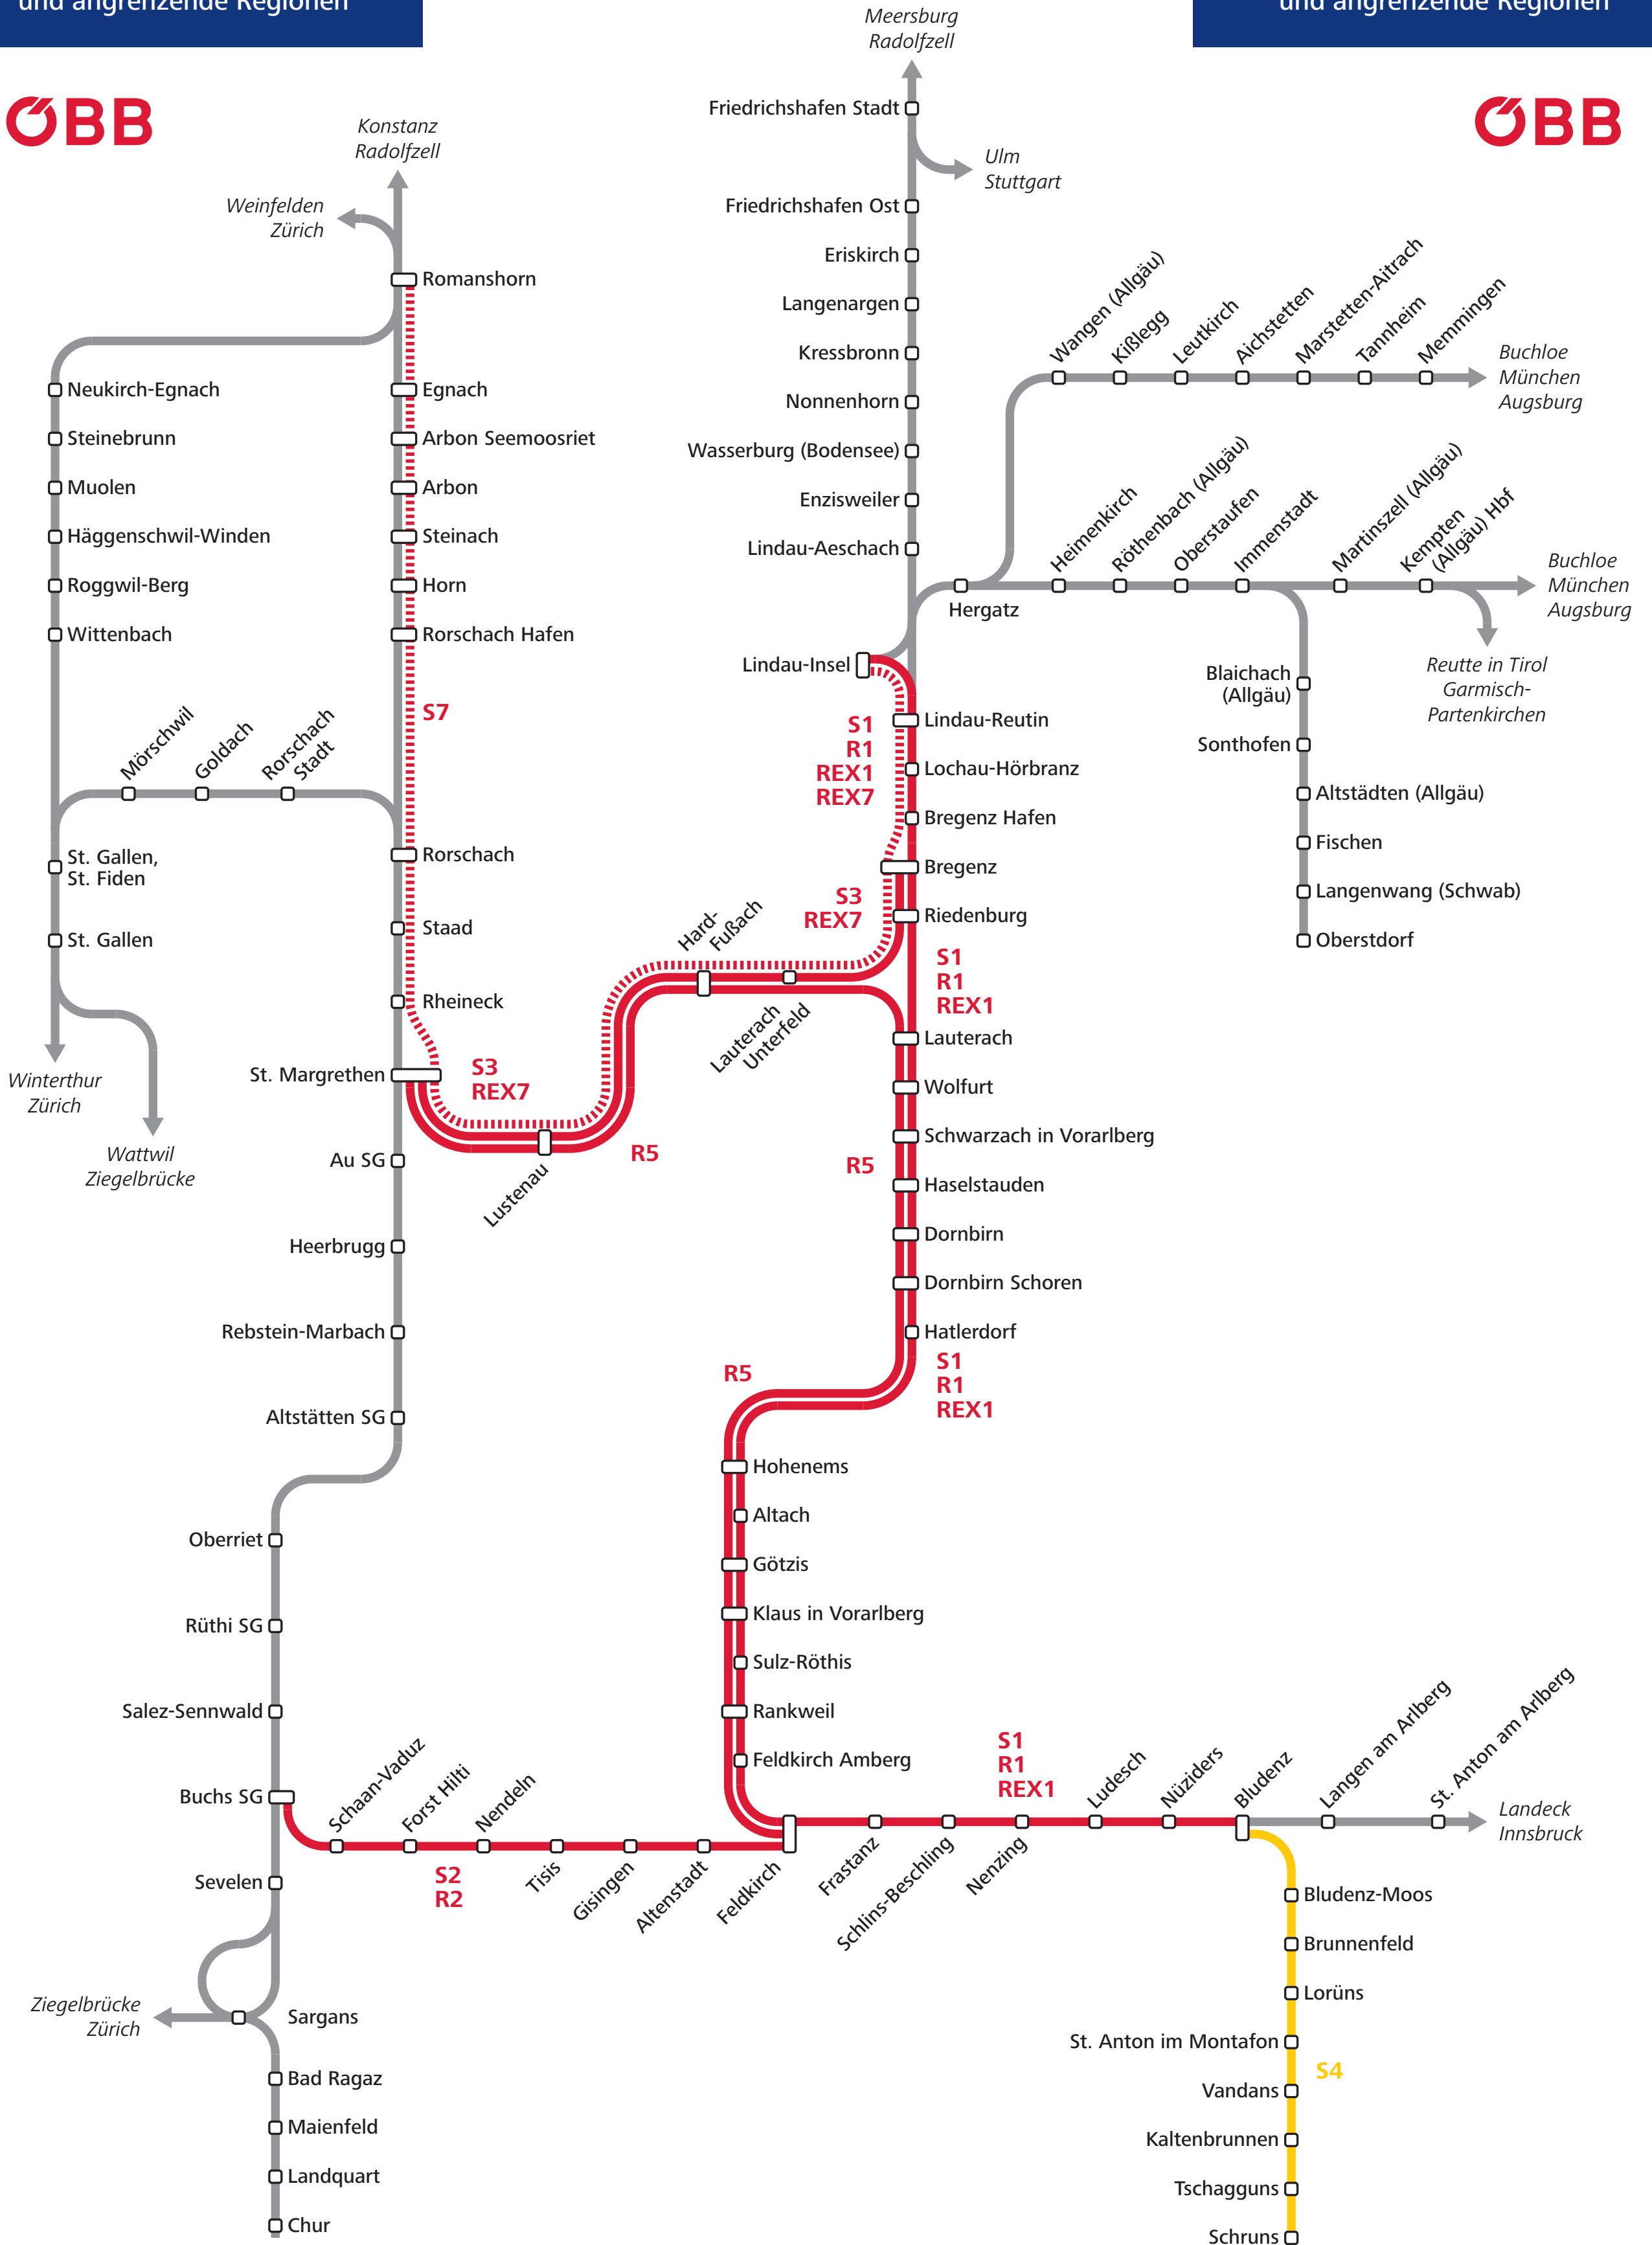 und angrenzende Regionen
und angrenzende Regionen
ÖBB
ÖBB
Meersburg
Radolfzell
Friedrichshafen Stadt
Ulm
Stuttgart
Friedrichshafen Ost
Eriskirch
Langenargen
Kressbronn
Nonnenhorn
Wasserburg (Bodensee)
Enzisweiler
Lindau-Aeschach
Lindau-Insel
Konstanz
Radolfzell
Weinfelden
Zürich
Romanshorn
Neukirch-Egnach
Steinebrunn
Muolen
Häggenschwil-Winden
Roggwil-Berg
Wittenbach
Egnach
Arbon Seemoosriet
Arbon
Steinach
Horn
Rorschach Hafen
S7
Mörschwil
Goldach
Rorschach
Stadt
St. Gallen,
St. Fiden
St. Gallen
Winterthur
Zürich
Wattwil
Ziegelbrücke
Rorschach
Staad
Rheineck
St. Margrethen
Au SG
Heerbrugg
Rebstein-Marbach
Altstätten SG
Oberriet
Rüthi SG
Salez-Sennwald
Buchs SG
Sevelen
Ziegelbrücke
Zürich
Sargans
Bad Ragaz
Maienfeld
Landquart
Chur
Wangen (Allgäu)
Kißlegg
Leutkirch
Aichstetten
Marstetten-Aitrach
Tannheim
Memmingen
Buchloe
München
Augsburg
Hergatz
Heimenkirch
Röthenbach (Allgäu)
Oberstaufen
Immenstadt
Martinszell (Allgäu)
Kempten
(Allgäu) Hbf
Buchloe
München
Augsburg
Reutte in Tirol
Garmisch-
Partenkirchen
Blaichach
(Allgäu)
Sonthofen
Altstädten (Allgäu)
Fischen
Langenwang (Schwab)
Oberstdorf
S1
R1
REX1
REX7
Lindau-Reutin
Lochau-Hörbranz
Bregenz Hafen
Bregenz
Riedenburg
S3
REX7
Hard-
Fußach
Lauterach
Unterfeld
S3
REX7
Lustenau
R5
S1
R1
REX1
Lauterach
Wolfurt
Schwarzach in Vorarlberg
R5
Haselstauden
Dornbirn
Dornbirn Schoren
Hatlerdorf
S1
R1
REX1
R5
Hohenems
Altach
Götzis
Klaus in Vorarlberg
Sulz-Röthis
Rankweil
Feldkirch Amberg
Schaan-Vaduz
Forst Hilti
Nendeln
S2
R2
Tisis
Gisingen
Altenstadt
Feldkirch
Frastanz
Schlins-Beschling
Nenzing
S1
R1
REX1
Ludesch
Nüziders
Bludenz
Langen am Arlberg
St. Anton am Arlberg
Landeck
Innsbruck
Bludenz-Moos
Brunnenfeld
Lorüns
St. Anton im Montafon
S4
Vandans
Kaltenbrunnen
Tschagguns
Schruns